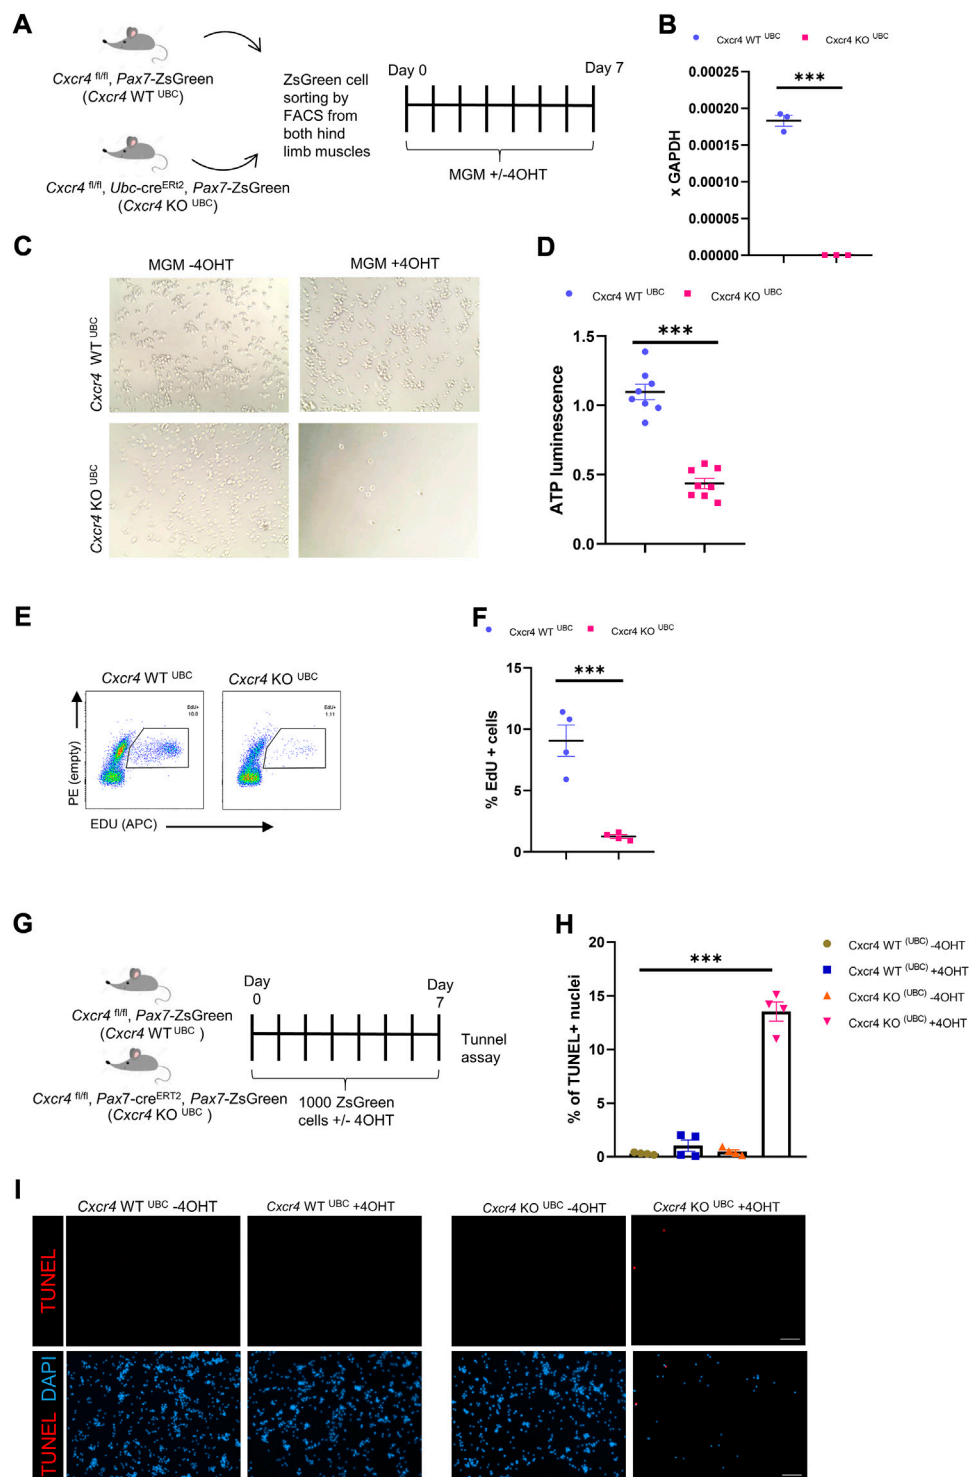 A
Cxcr4 fl/fl, Pax7-ZsGreen
(Cxcr4 WT UBC)
Cxcr4 fl/fl, Ubc-creERt2, Pax7-ZsGreen
(Cxcr4 KO UBC)
ZsGreen cell
sorting by
FACS from
both hind
limb muscles
Day 0
Day 7
MGM +/-4OHT
B
Cxcr4 WT UBC
Cxcr4 KO UBC
***
x GAPDH
0.00025
0.00020
0.00015
0.00010
0.00005
0.00000
C
MGM -4OHT
MGM +4OHT
Cxcr4 WT UBC
Cxcr4 KO UBC
D
Cxcr4 WT UBC
Cxcr4 KO UBC
***
ATP luminescence
1.5
1.0
0.5
0.0
E
Cxcr4 WT UBC
Cxcr4 KO UBC
EdU+
10.0
EdU+
1.11
PE (empty)
EDU (APC)
F
Cxcr4 WT UBC
Cxcr4 KO UBC
***
% EdU + cells
15
10
5
0
G
Cxcr4 fl/fl, Pax7-ZsGreen
(Cxcr4 WT UBC )
Cxcr4 fl/fl, Pax7-creERT2, Pax7-ZsGreen
(Cxcr4 KO UBC )
Day
0
Day
7
Tunnel
assay
1000 ZsGreen
cells +/- 4OHT
H
***
% of TUNEL+ nuclei
20
15
10
5
0
Cxcr4 WT (UBC) -4OHT
Cxcr4 WT (UBC) +4OHT
Cxcr4 KO (UBC) -4OHT
Cxcr4 KO (UBC) +4OHT
I
Cxcr4 WT UBC -4OHT
Cxcr4 WT UBC +4OHT
Cxcr4 KO UBC -4OHT
Cxcr4 KO UBC +4OHT
TUNEL
TUNEL DAPI